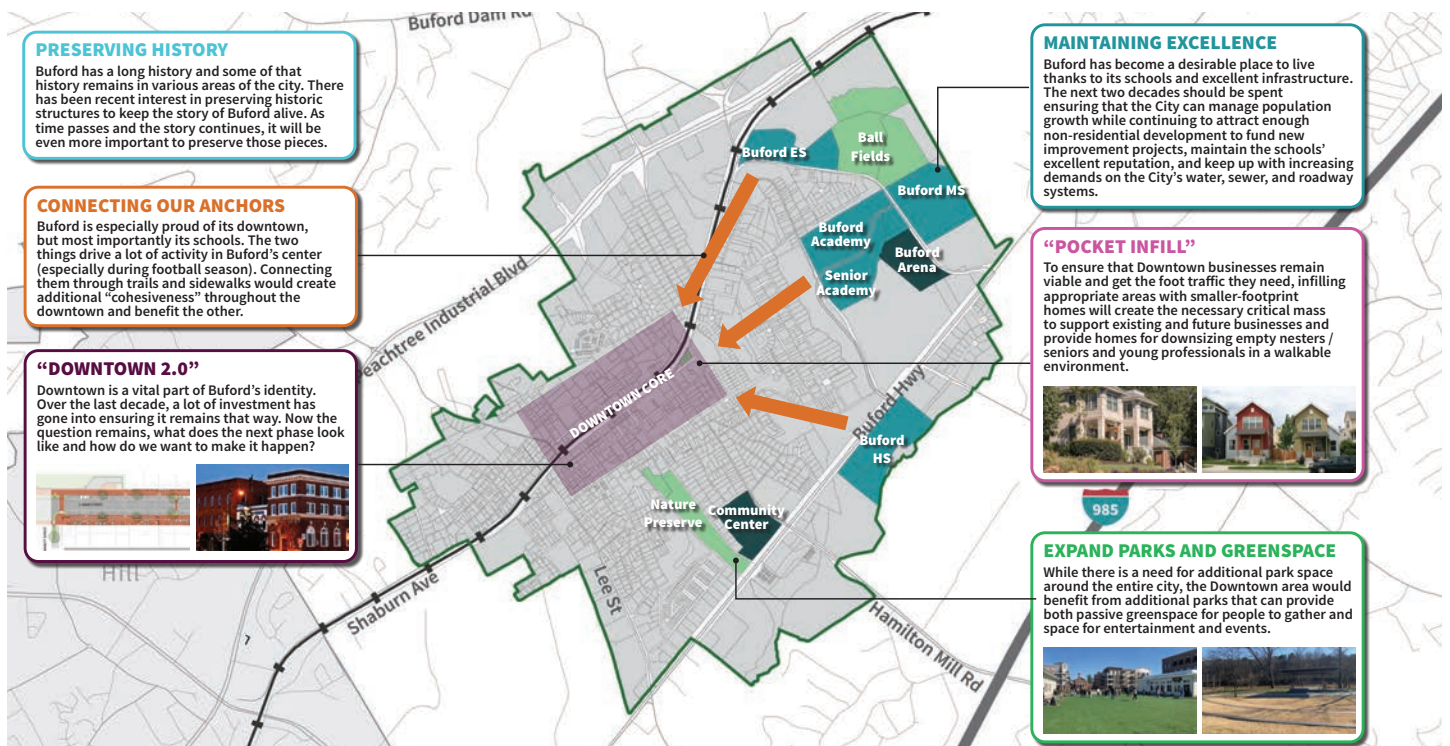 PRESERVING HISTORY
Buford has a long history and some of that
history remains in various areas of the city. There
has been recent interest in preserving historic
structures to keep the story of Buford alive. As
time passes and the story continues, it will be
even more important to preserve those pieces.
CONNECTING OUR ANCHORS
Buford is especially proud of its downtown,
but most importantly its schools. The two
things drive a lot of activity in Buford’s center
(especially during football season). Connecting
them through trails and sidewalks would create
additional “cohesiveness” throughout the
downtown and benefit the other.
“DOWNTOWN 2.0”
Downtown is a vital part of Buford’s identity.
Over the last decade, a lot of investment has
gone into ensuring it remains that way. Now the
question remains, what does the next phase look
like and how do we want to make it happen?
Hill
Buford Dam Rd
Peachtree Industrial Blvd
Shaburn Ave
Lee St
Buford Hwy
Hamilton Mill Rd
985
Buford ES
Ball
Fields
Buford MS
Buford
Academy
Buford
Arena
Senior
Academy
DOWNTOWN CORE
Buford
HS
Nature
Preserve
Community
Center
MAINTAINING EXCELLENCE
Buford has become a desirable place to live
thanks to its schools and excellent infrastructure.
The next two decades should be spent
ensuring that the City can manage population
growth while continuing to attract enough
non-residential development to fund new
improvement projects, maintain the schools’
excellent reputation, and keep up with increasing
demands on the City’s water, sewer, and roadway
systems.
“POCKET INFILL”
To ensure that Downtown businesses remain
viable and get the foot traffic they need, infilling
appropriate areas with smaller-footprint
homes will create the necessary critical mass
to support existing and future businesses and
provide homes for downsizing empty nesters /
seniors and young professionals in a walkable
environment.
EXPAND PARKS AND GREENSPACE
While there is a need for additional park space
around the entire city, the Downtown area would
benefit from additional parks that can provide
both passive greenspace for people to gather and
space for entertainment and events.